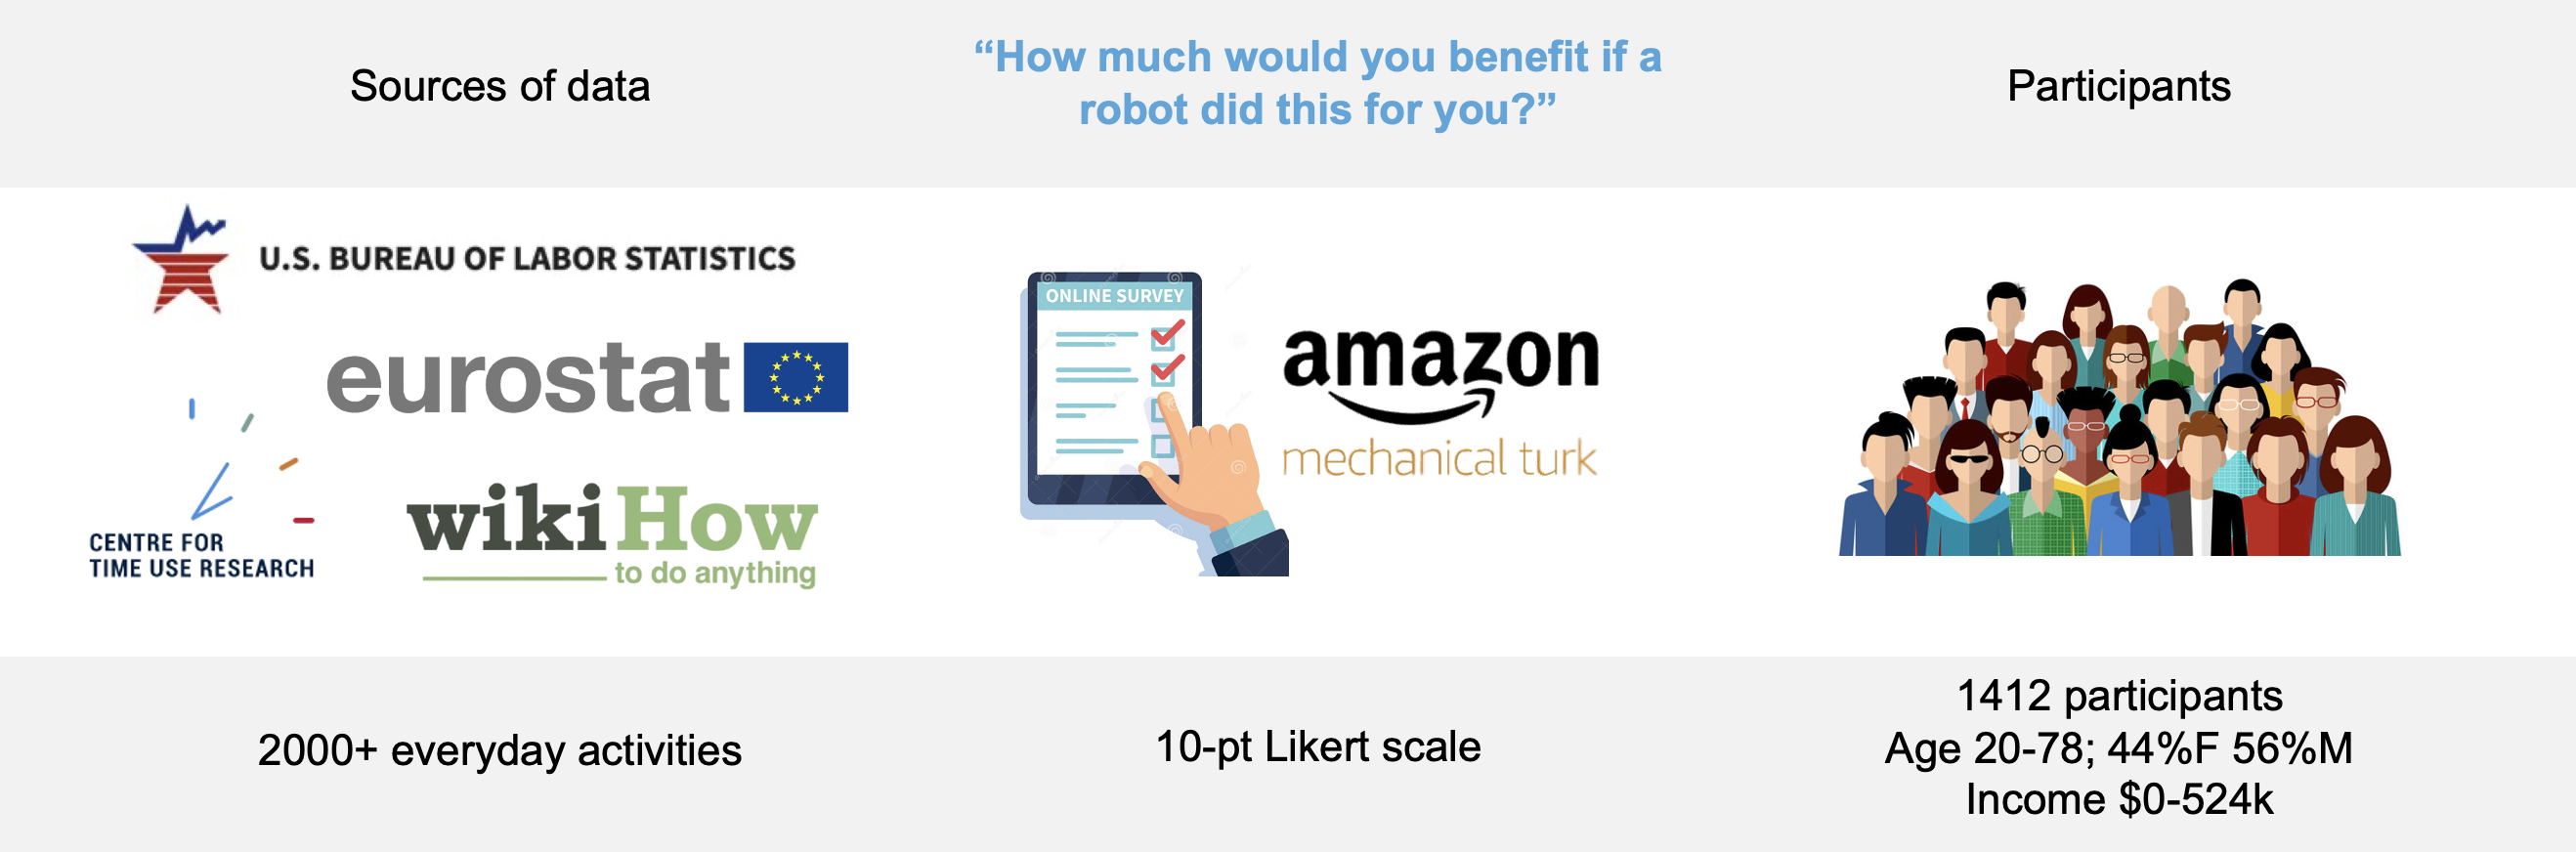 Sources of data
“How much would you benefit if a
robot did this for you?”
Participants
U.S. BUREAU OF LABOR STATISTICS
eurostat
CENTRE FOR
TIME USE RESEARCH
wikiHow
to do anything
ONLINE SURVEY
amazon
mechanical turk
2000+ everyday activities
10-pt Likert scale
1412 participants
Age 20-78; 44%F 56%M
Income $0-524k